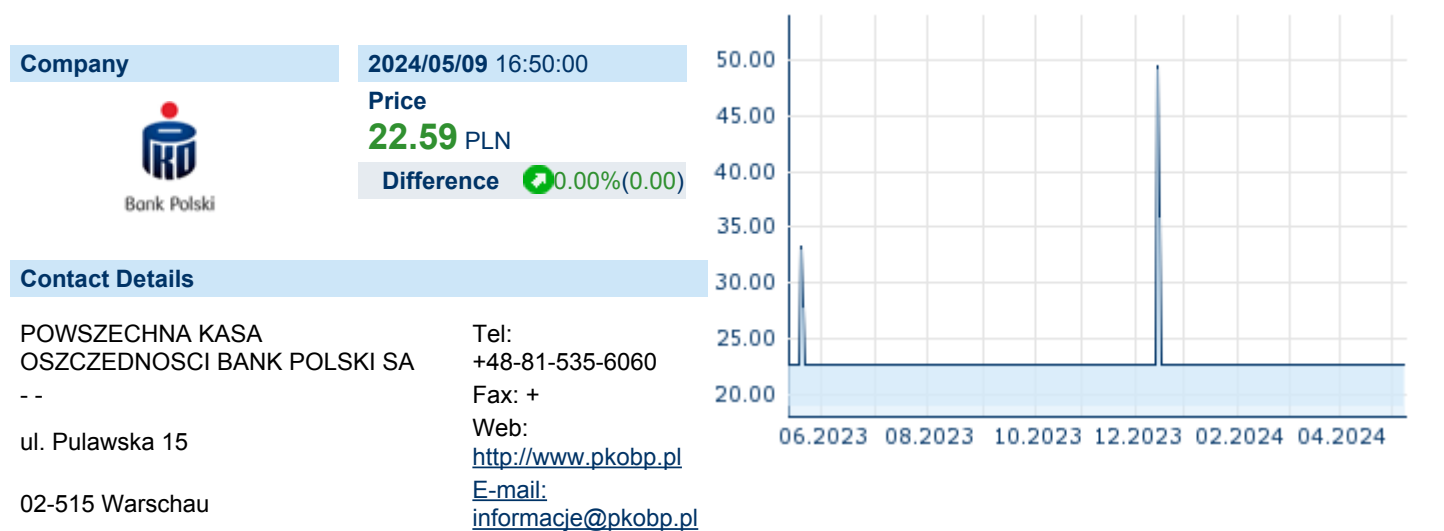 Company
2024/05/09 16:50:00
Price
22.59 PLN
Difference 0.00%(0.00)
PKO
Bank Polski
Contact Details
POWSZECHNA KASA
OSZCZEDNOSCI BANK POLSKI SA
- -
ul. Pulawska 15
02-515 Warschau
Tel:
+48-81-535-6060
Fax: +
Web:
http://www.pkobp.pl
E-mail:
informacje@pkobp.pl
50.00
45.00
40.00
35.00
30.00
25.00
20.00
06.2023 08.2023 10.2023 12.2023 02.2024 04.2024